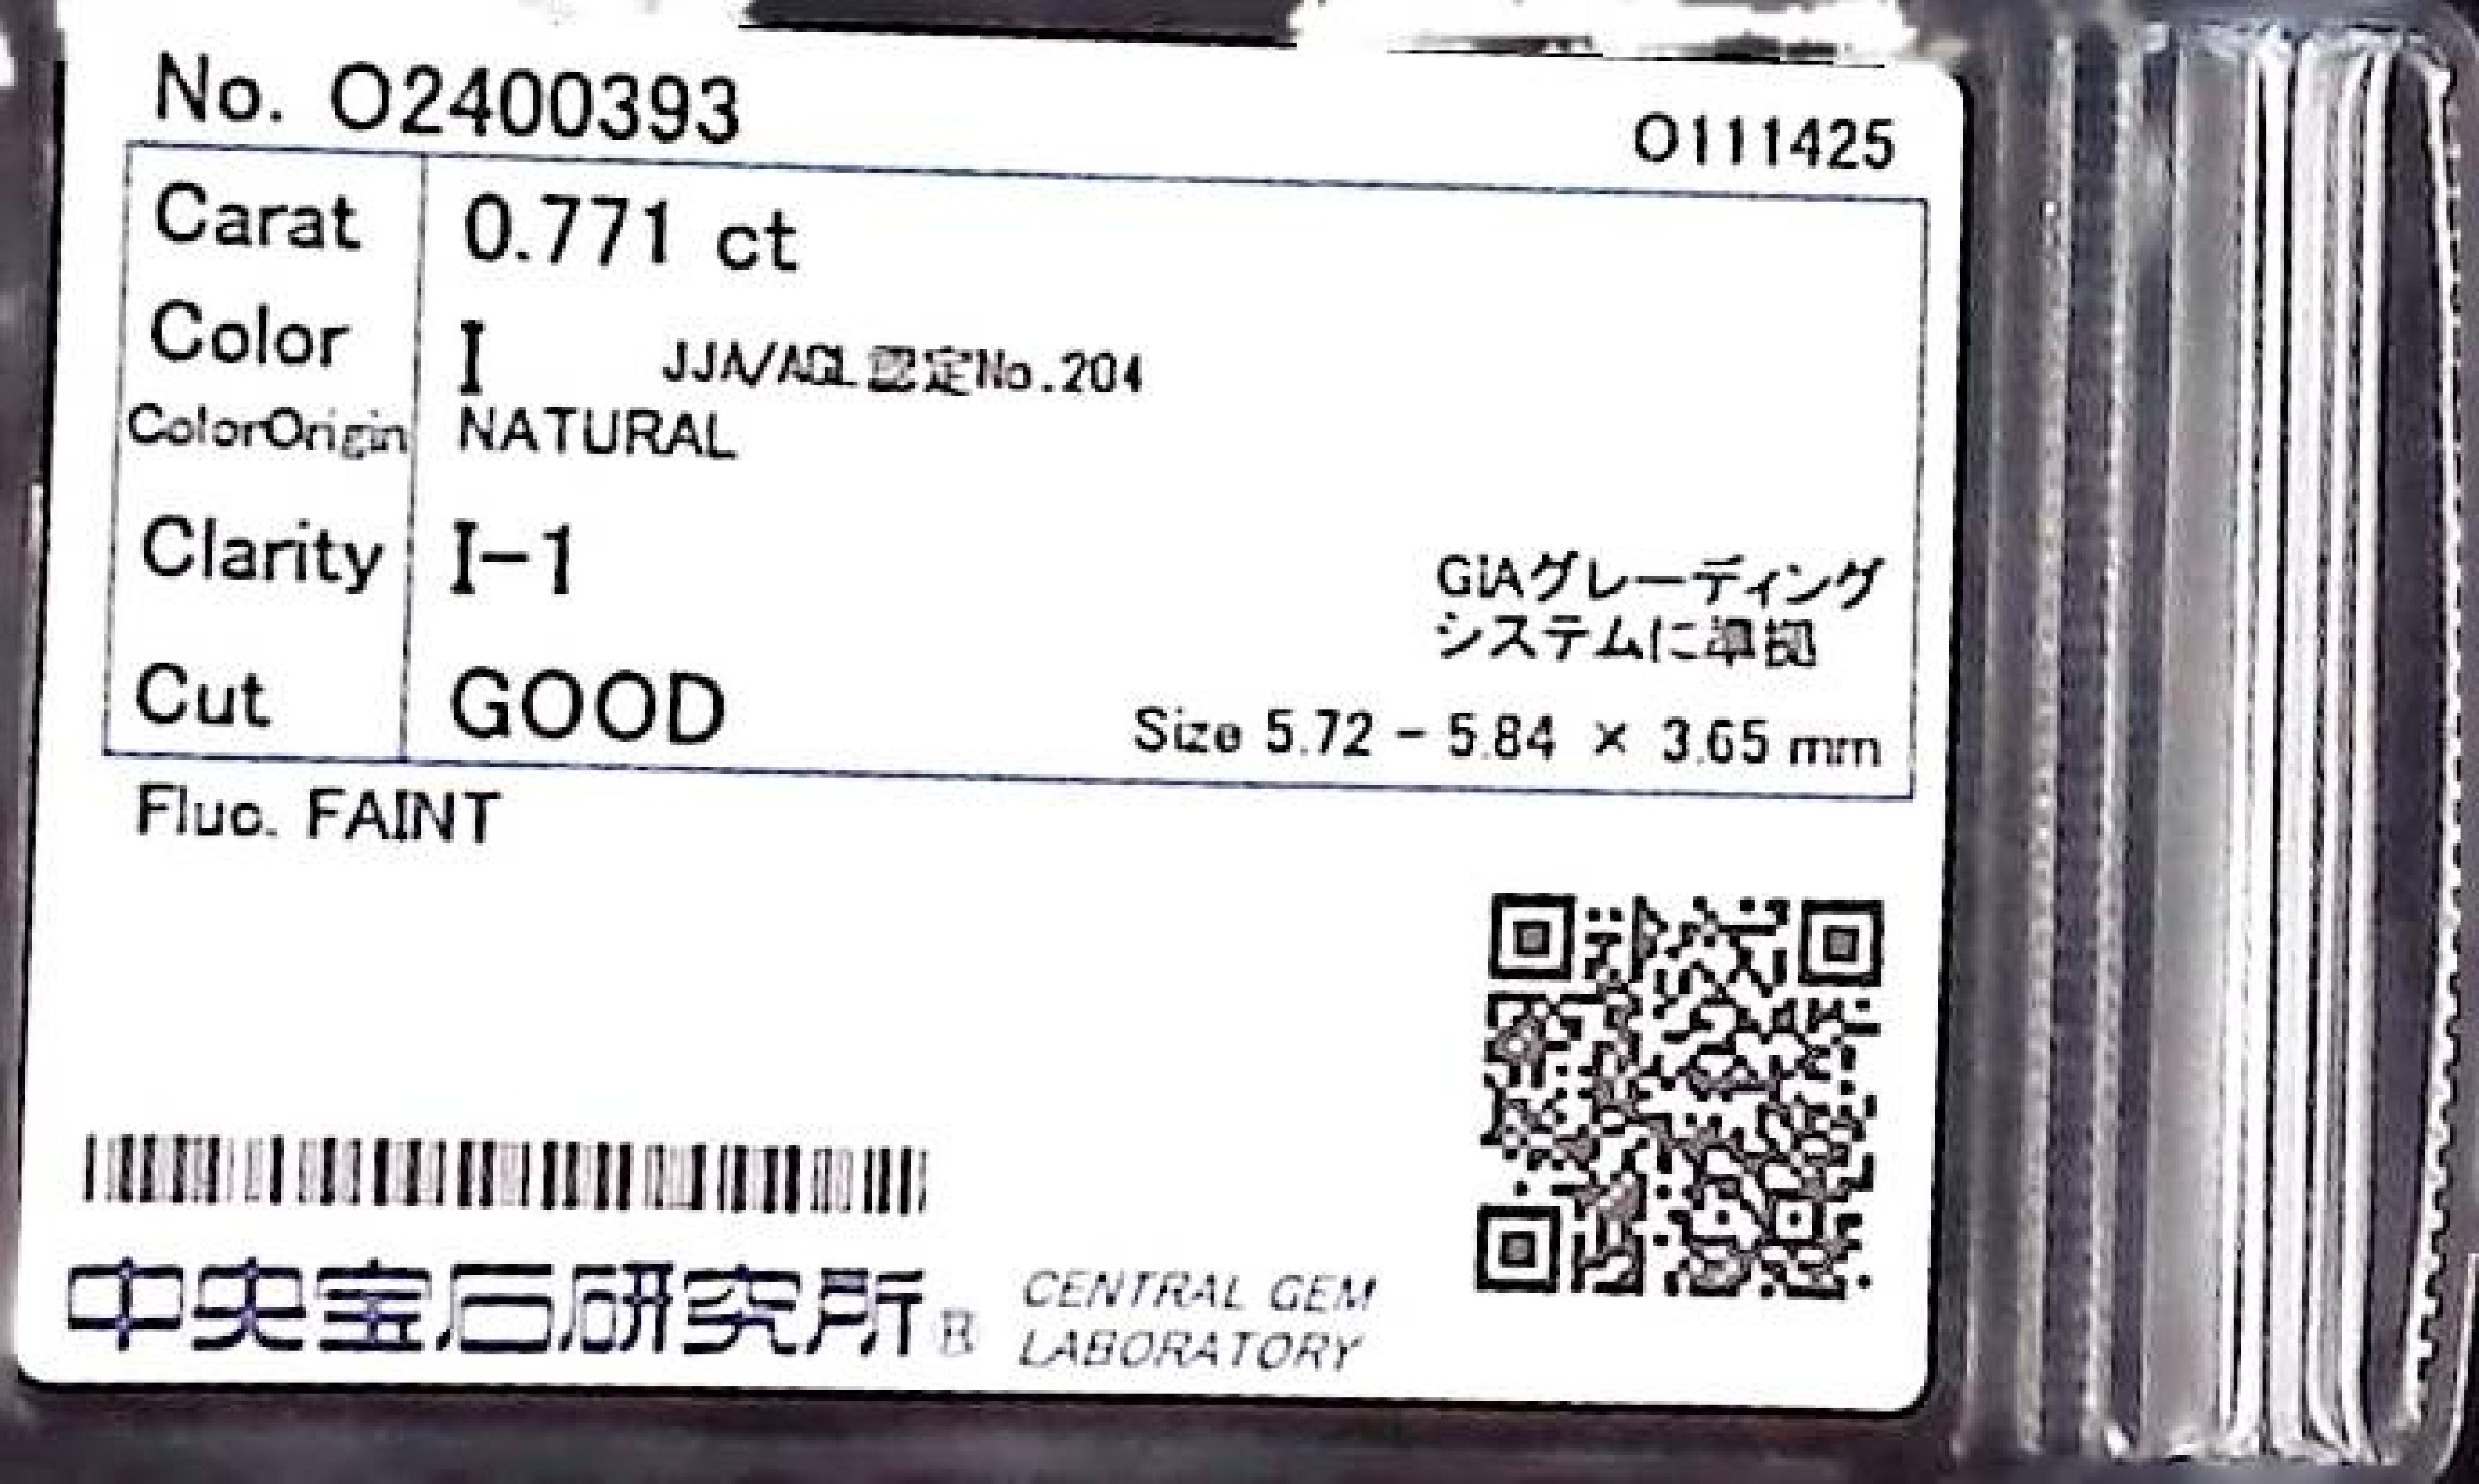 No. O2400393
O111425
Carat 0.771 ct
Color I JJA/AGL認定No.204
ColorOrigin NATURAL
Clarity I-1
GIAグレーディング
システムに準拠
Cut GOOD
Size 5.72 - 5.84 × 3.65 mm
Fluo. FAINT
中央宝石研究所® CENTRAL GEM
LABORATORY